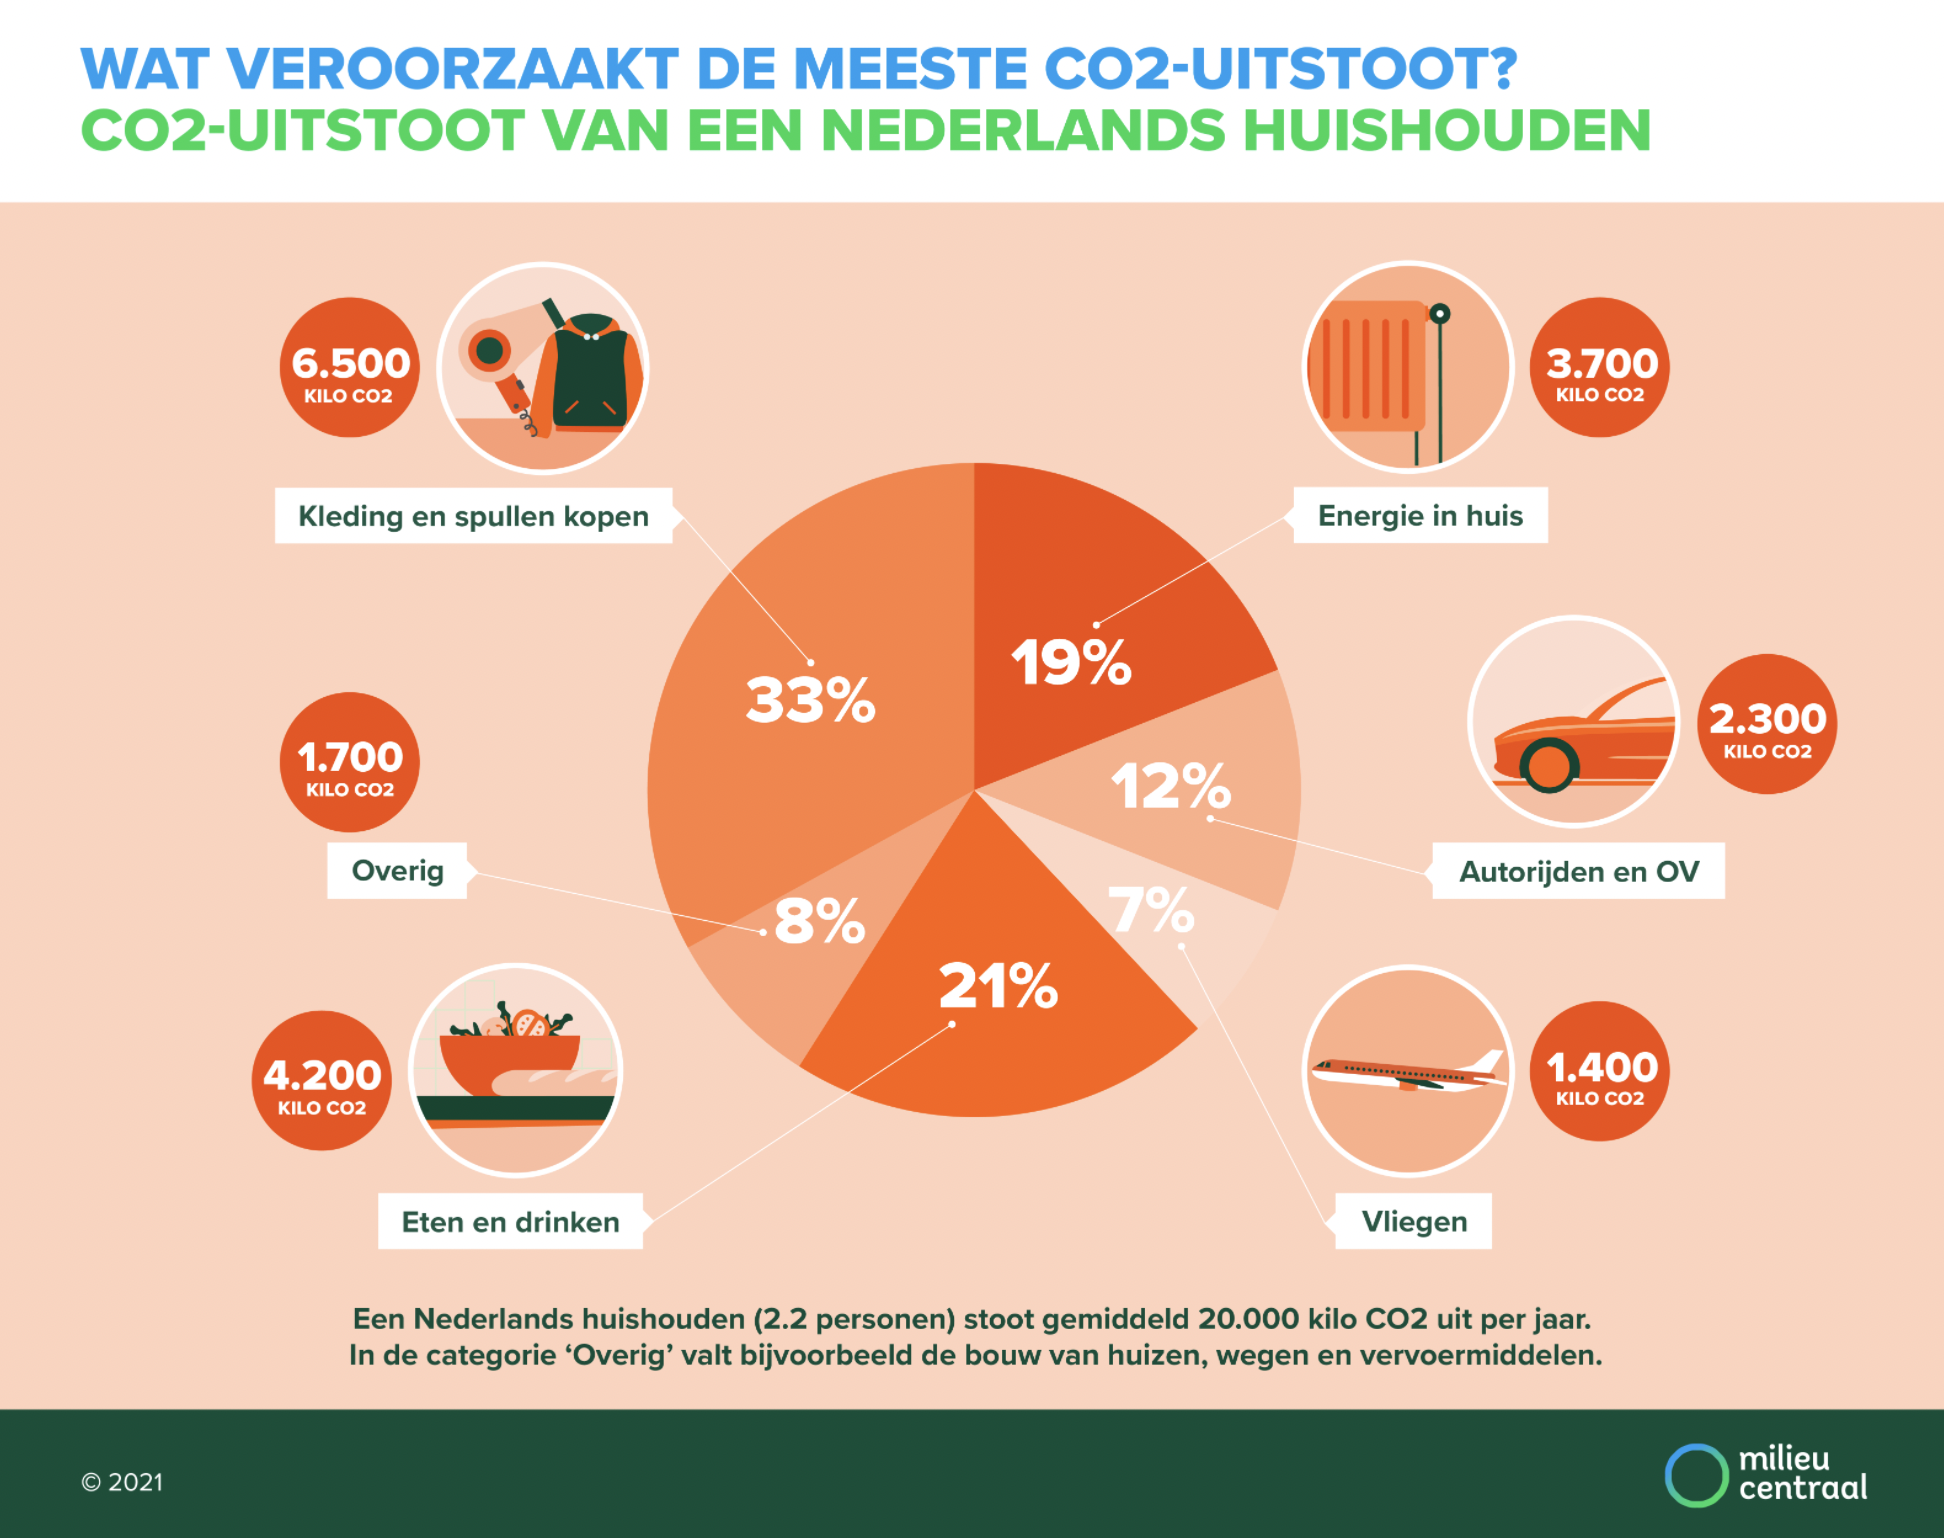 WAT VEROORZAAKT DE MEESTE CO2-UITSTOOT?
CO2-UITSTOOT VAN EEN NEDERLANDS HUISHOUDEN
6.500
KILO CO2
Kleding en spullen kopen
33%
3.700
KILO CO2
Energie in huis
19%
2.300
KILO CO2
Autorijden en OV
12%
1.700
KILO CO2
Overig
8%
7%
1.400
KILO CO2
Vliegen
21%
4.200
KILO CO2
Eten en drinken
Een Nederlands huishouden (2.2 personen) stoot gemiddeld 20.000 kilo CO2 uit per jaar.
In de categorie ‘Overig’ valt bijvoorbeeld de bouw van huizen, wegen en vervoermiddelen.
© 2021
milieu
centraal